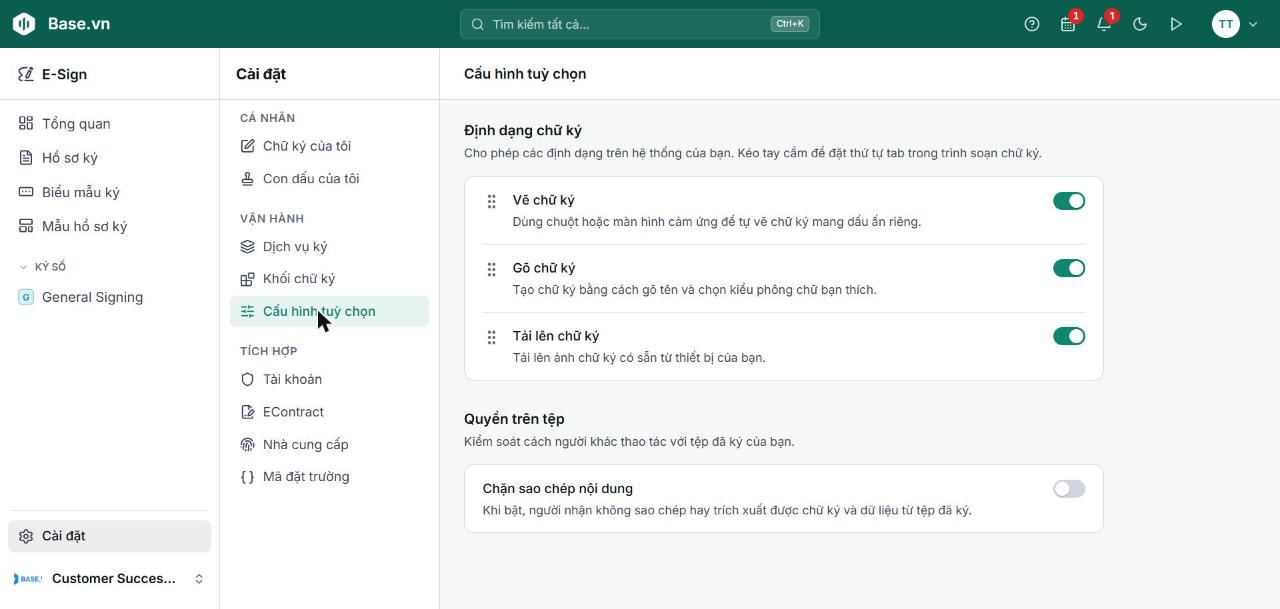 Base.vn
Tìm kiếm tất cả...
Ctrl+K
1
1
TT
E-Sign
Tổng quan
Hồ sơ ký
Biểu mẫu ký
Mẫu hồ sơ ký
KÝ SỐ
G
General Signing
Cài đặt
BASE.V
Customer Succes...
Cài đặt
CÁ NHÂN
Chữ ký của tôi
Con dấu của tôi
VẬN HÀNH
Dịch vụ ký
Khối chữ ký
Cấu hình tuỳ chọn
TÍCH HỢP
Tài khoản
EContract
Nhà cung cấp
Mã đặt trường
Cấu hình tuỳ chọn
Định dạng chữ ký
Cho phép các định dạng trên hệ thống của bạn. Kéo tay cầm để đặt thứ tự tab trong trình soạn chữ ký.
Vẽ chữ ký
Dùng chuột hoặc màn hình cảm ứng để tự vẽ chữ ký mang dấu ấn riêng.
Gõ chữ ký
Tạo chữ ký bằng cách gõ tên và chọn kiểu phông chữ bạn thích.
Tải lên chữ ký
Tải lên ảnh chữ ký có sẵn từ thiết bị của bạn.
Quyền trên tệp
Kiểm soát cách người khác thao tác với tệp đã ký của bạn.
Chặn sao chép nội dung
Khi bật, người nhận không sao chép hay trích xuất được chữ ký và dữ liệu từ tệp đã ký.